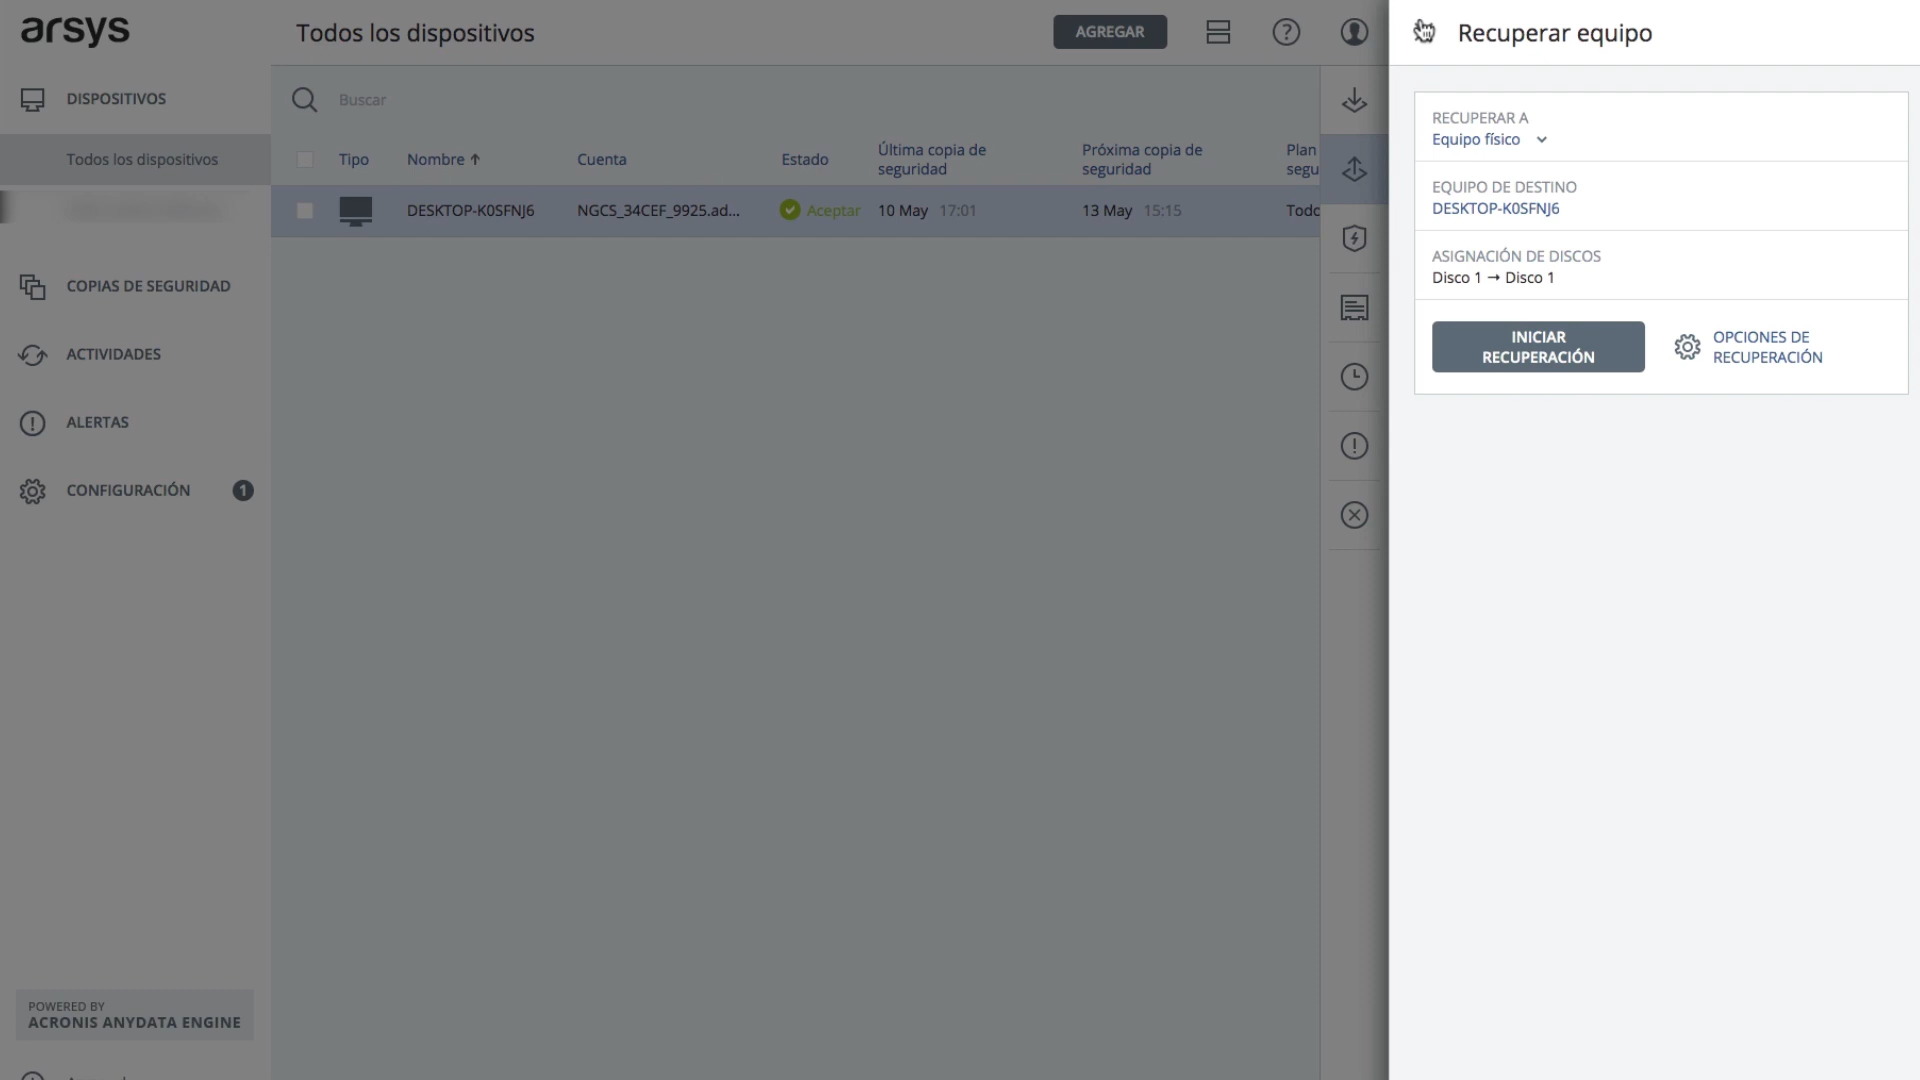 arsys
Todos los dispositivos
AGREGAR
Recuperar equipo
DISPOSITIVOS
Todos los dispositivos
COPIAS DE SEGURIDAD
ACTIVIDADES
ALERTAS
CONFIGURACIÓN
1
POWERED BY
ACRONIS ANYDATA ENGINE
Buscar
Tipo
Nombre
Cuenta
Estado
Última copia de
seguridad
Próxima copia de
seguridad
Plan
segu
DESKTOP-K0SFNJ6
NGCS_34CEF_9925.ad...
Aceptar
10 May 17:01
13 May 15:15
Todo
RECUPERAR A
Equipo físico
EQUIPO DE DESTINO
DESKTOP-K0SFNJ6
ASIGNACIÓN DE DISCOS
Disco 1 → Disco 1
INICIAR
RECUPERACIÓN
OPCIONES DE
RECUPERACIÓN